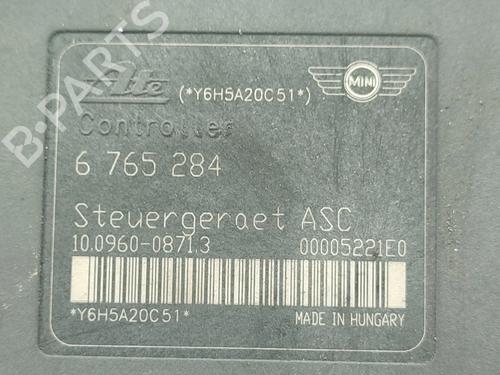 B-PARTS
Ate
(*Y6H5A20C51*)
MINI
Controller
6 765 284
Steuergeraet ASC
10.0960-0871.3
00005221E0
*Y6H5A20C51*
MADE IN HUNGARY